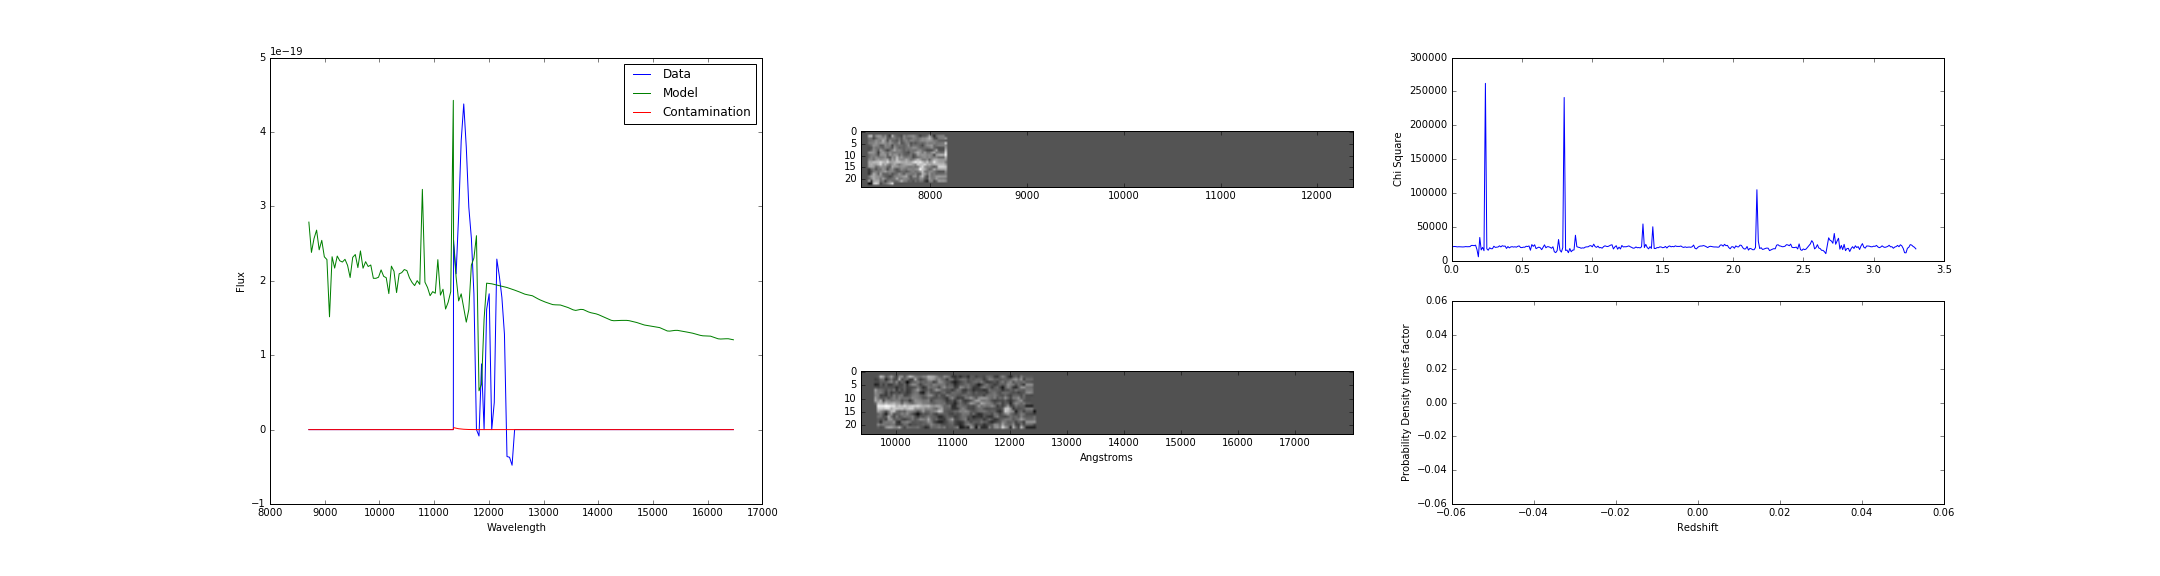 1e−19
5
4
3
2
1
0
−1
Flux
8000 9000 10000 11000 12000 13000 14000 15000 16000 17000
Wavelength
Data
Model
Contamination
0
5
10
15
20
8000 9000 10000 11000 12000
0
5
10
15
20
10000 11000 12000 13000 14000 15000 16000 17000
Angstroms
300000
250000
200000
150000
100000
50000
0
Chi Square
0.0 0.5 1.0 1.5 2.0 2.5 3.0 3.5
0.06
0.04
0.02
0.00
−0.02
−0.04
−0.06
Probability Density times factor
−0.06 −0.04 −0.02 0.00 0.02 0.04 0.06
Redshift